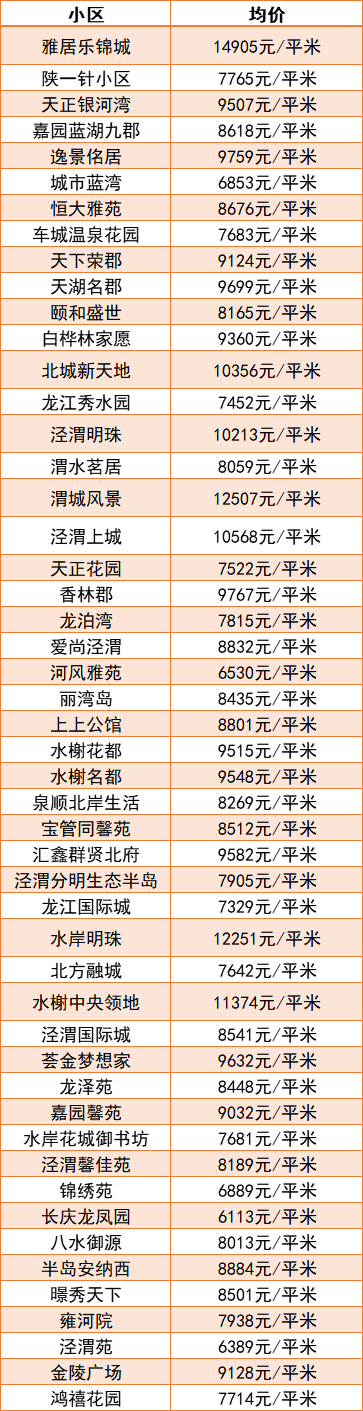 小区 均价
雅居乐锦城 14905元/平米
陕一针小区 7765元/平米
天正银河湾 9507元/平米
嘉园蓝湖九郡 8618元/平米
逸景佲居 9759元/平米
城市蓝湾 6853元/平米
恒大雅苑 8676元/平米
车城温泉花园 7683元/平米
天下荣郡 9124元/平米
天湖名郡 9699元/平米
颐和盛世 8165元/平米
白桦林家愿 9360元/平米
北城新天地 10356元/平米
龙江秀水园 7452元/平米
泾渭明珠 10213元/平米
渭水茗居 8059元/平米
渭城风景 12507元/平米
泾渭上城 10568元/平米
天正花园 7522元/平米
香林郡 9767元/平米
龙泊湾 7815元/平米
爱尚泾渭 8832元/平米
河风雅苑 6530元/平米
丽湾岛 8435元/平米
上上公馆 8801元/平米
水榭花都 9515元/平米
水榭名都 9548元/平米
泉顺北岸生活 8269元/平米
宝管同馨苑 8512元/平米
汇鑫群贤北府 9582元/平米
泾渭分明生态半岛 7905元/平米
龙江国际城 7329元/平米
水岸明珠 12251元/平米
北方融城 7642元/平米
水榭中央领地 11374元/平米
泾渭国际城 8541元/平米
荟金梦想家 9632元/平米
龙泽苑 8448元/平米
嘉园馨苑 9032元/平米
水岸花城御书坊 7681元/平米
泾渭馨佳苑 8189元/平米
锦绣苑 6889元/平米
长庆龙凤园 6113元/平米
八水御源 8013元/平米
半岛安纳西 8884元/平米
暻秀天下 8501元/平米
雍河院 7938元/平米
泾渭苑 6389元/平米
金陵广场 9128元/平米
鸿禧花园 7714元/平米